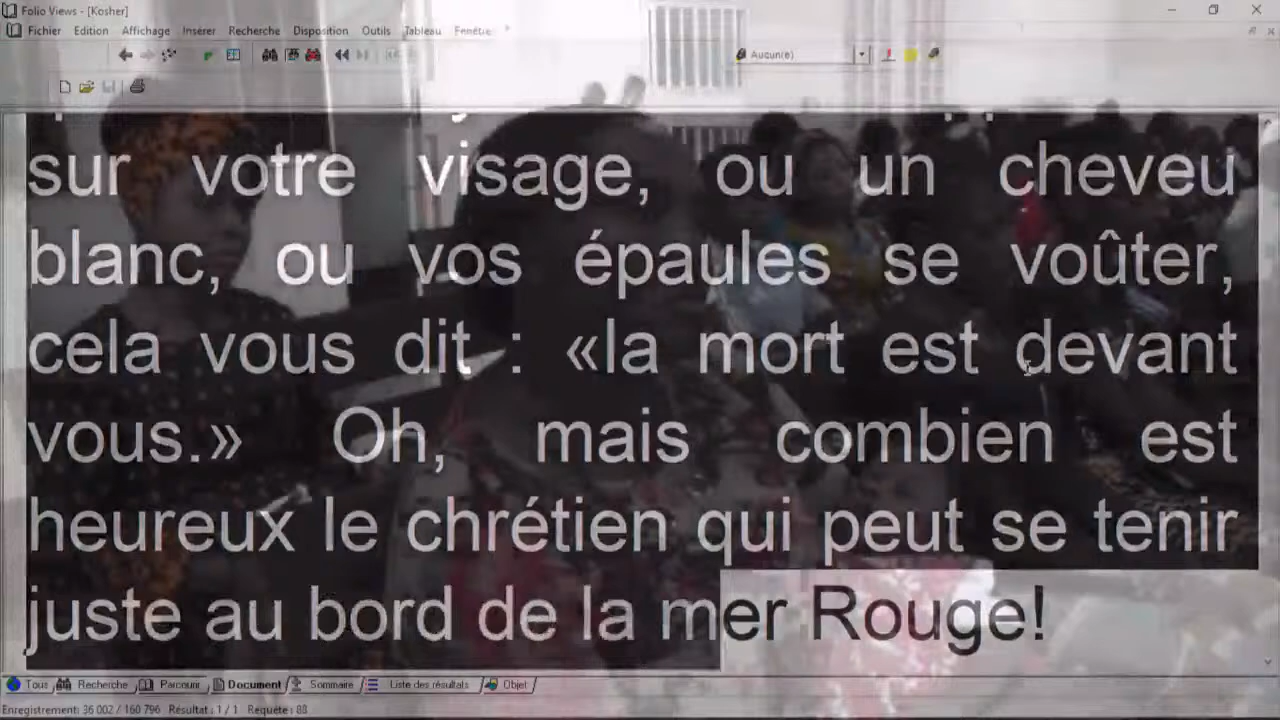 Folio Views - [Kosher]
Fichier Edition Affichage Insérer Recherche Disposition Outils Tableau Fenêtre
Aucun(e)
sur votre visage, ou un cheveu
blanc, ou vos épaules se voûter,
cela vous dit : «la mort est devant
vous.» Oh, mais combien est
heureux le chrétien qui peut se tenir
juste au bord de la mer Rouge!
Tous Recherche Parcourir Document Sommaire Liste des résultats Objet
Enregistrement: 36 002 / 160 796 Résultat : 1 / 1 Requête : 88